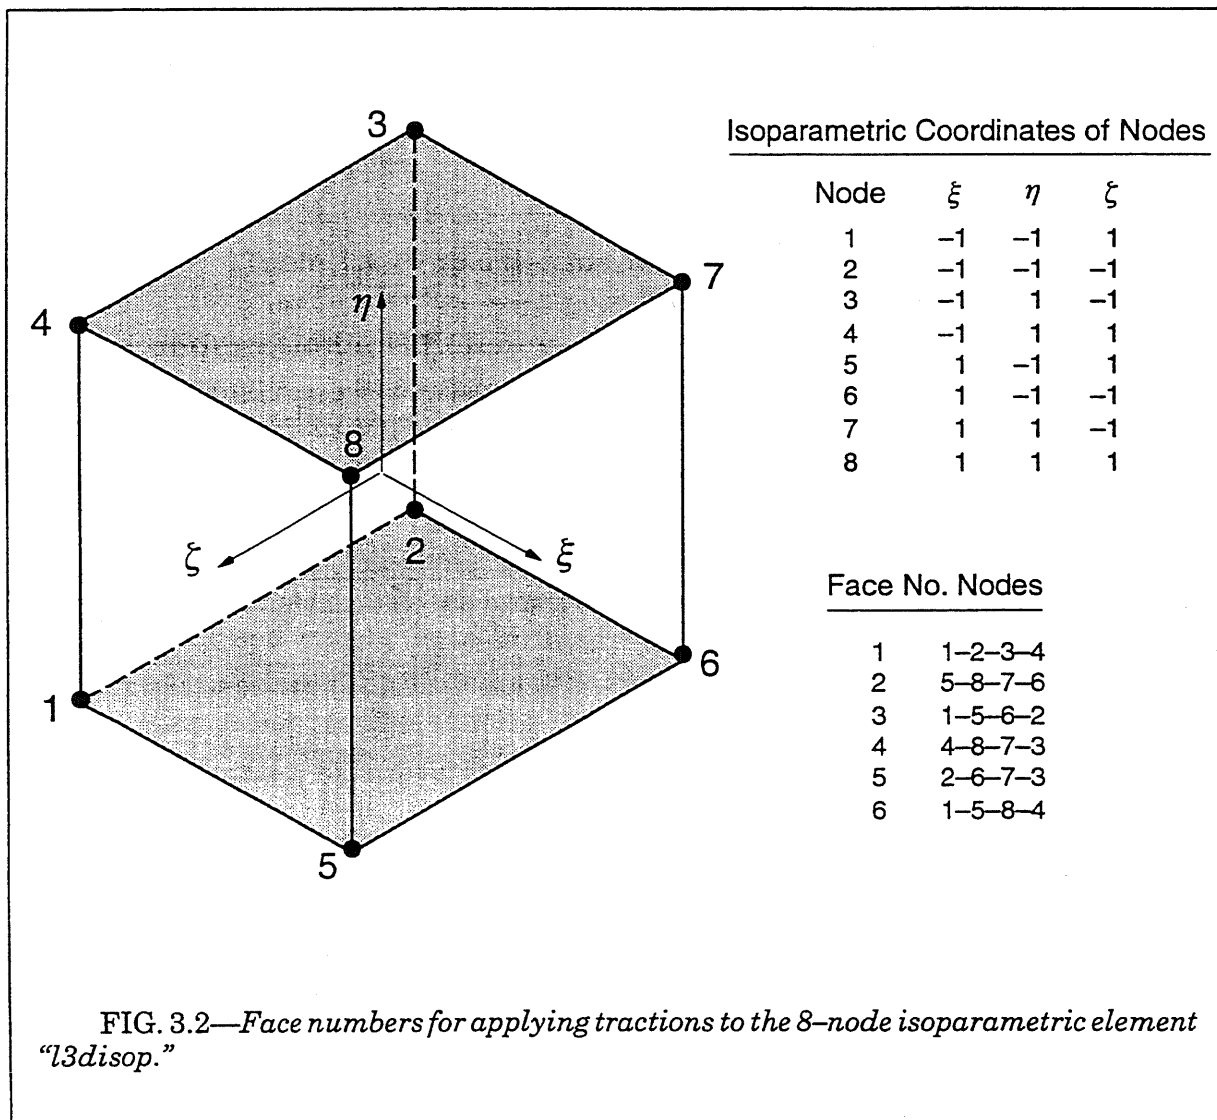 3
7
4
η
8
ζ
ξ
2
6
1
5
Isoparametric Coordinates of Nodes
Node ξ η ζ
1 –1 –1 1
2 –1 –1 –1
3 –1 1 –1
4 –1 1 1
5 1 –1 1
6 1 –1 –1
7 1 1 –1
8 1 1 1
Face No. Nodes
1 1–2–3–4
2 5–8–7–6
3 1–5–6–2
4 4–8–7–3
5 2–6–7–3
6 1–5–8–4
FIG. 3.2—Face numbers for applying tractions to the 8–node isoparametric element
“l3disop.”